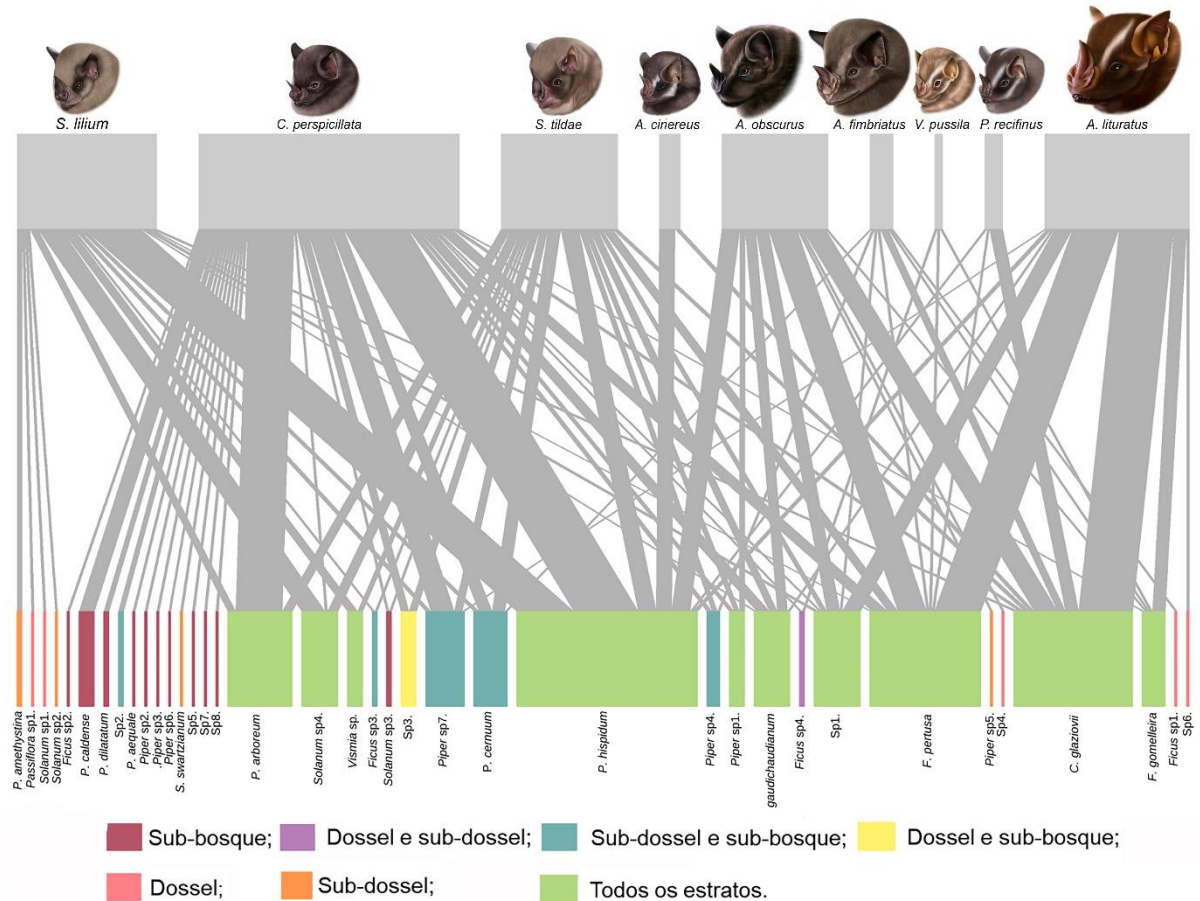 S. lilium
C. perspicillata
S. tildae
A. cinereus
A. obscurus
A. fimbriatus
V. pussila
P. recifinus
A. lituratus
P. amethystina
Passiflora sp1.
Solanum sp1.
Solanum sp2.
Ficus sp2.
P. caldense
P. dilatatum
Sp2.
P. aequale
Piper sp2.
.Piper sp3.
Piper sp6.
S. swartzianum
Sp5.
Sp7.
Sp8.
P. arboreum
Solanum sp4.
Vismia sp.
Ficus sp3.
Solanum sp3.
Sp3.
Piper sp7.
P. cernuum
P. hispidum
Piper sp4.
Piper sp1.
gaudichaudianum
Ficus sp4.
Sp1.
F. pertusa
Piper sp5.
Sp4.
C. glaziovii
F. gomelleira
Ficus sp1.
Sp6.
Sub-bosque;
Dossel e sub-dossel;
Sub-dossel e sub-bosque;
Dossel e sub-bosque;
Dossel;
Sub-dossel;
Todos os estratos.